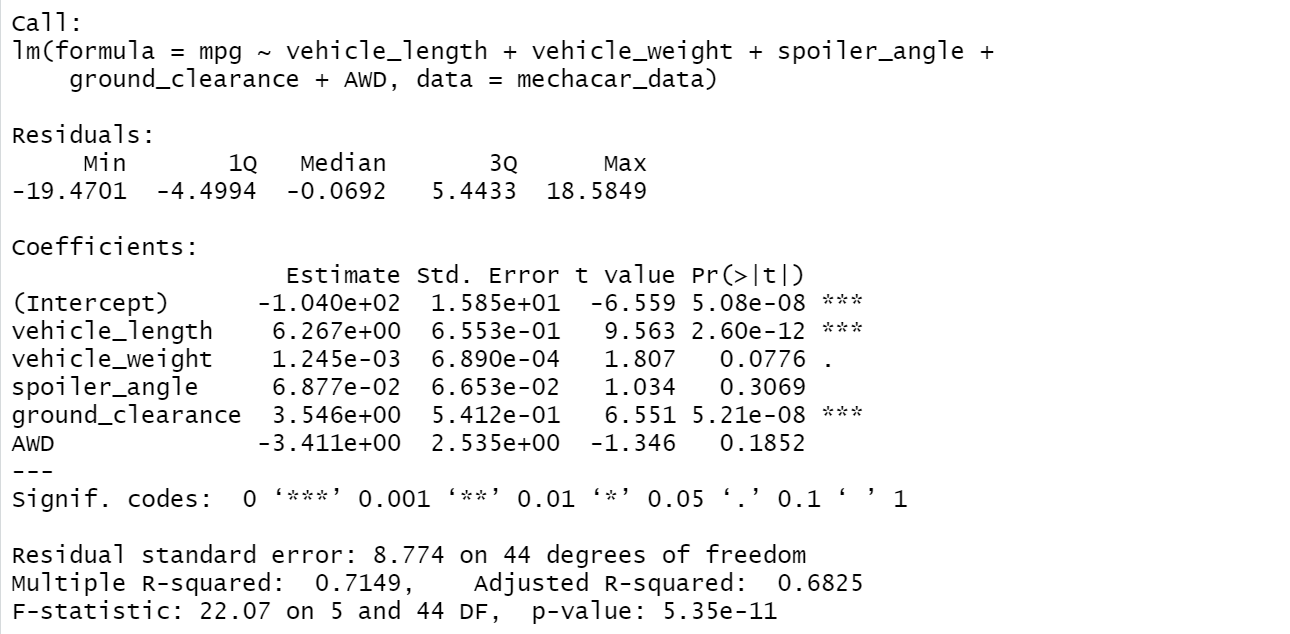 Call:
lm(formula = mpg ~ vehicle_length + vehicle_weight + spoiler_angle +
    ground_clearance + AWD, data = mechacar_data)

Residuals:
     Min       1Q   Median       3Q      Max
-19.4701  -4.4994  -0.0692   5.4433  18.5849

Coefficients:
                   Estimate Std. Error t value Pr(>|t|)
(Intercept)      -1.040e+02  1.585e+01  -6.559 5.08e-08 ***
vehicle_length    6.267e+00  6.553e-01   9.563 2.60e-12 ***
vehicle_weight    1.245e-03  6.890e-04   1.807   0.0776 .
spoiler_angle     6.877e-02  6.653e-02   1.034   0.3069
ground_clearance  3.546e+00  5.412e-01   6.551 5.21e-08 ***
AWD              -3.411e+00  2.535e+00  -1.346   0.1852
---
Signif. codes:  0 ‘***’ 0.001 ‘**’ 0.01 ‘*’ 0.05 ‘.’ 0.1 ‘ ’ 1

Residual standard error: 8.774 on 44 degrees of freedom
Multiple R-squared:  0.7149,    Adjusted R-squared:  0.6825
F-statistic: 22.07 on 5 and 44 DF,  p-value: 5.35e-11